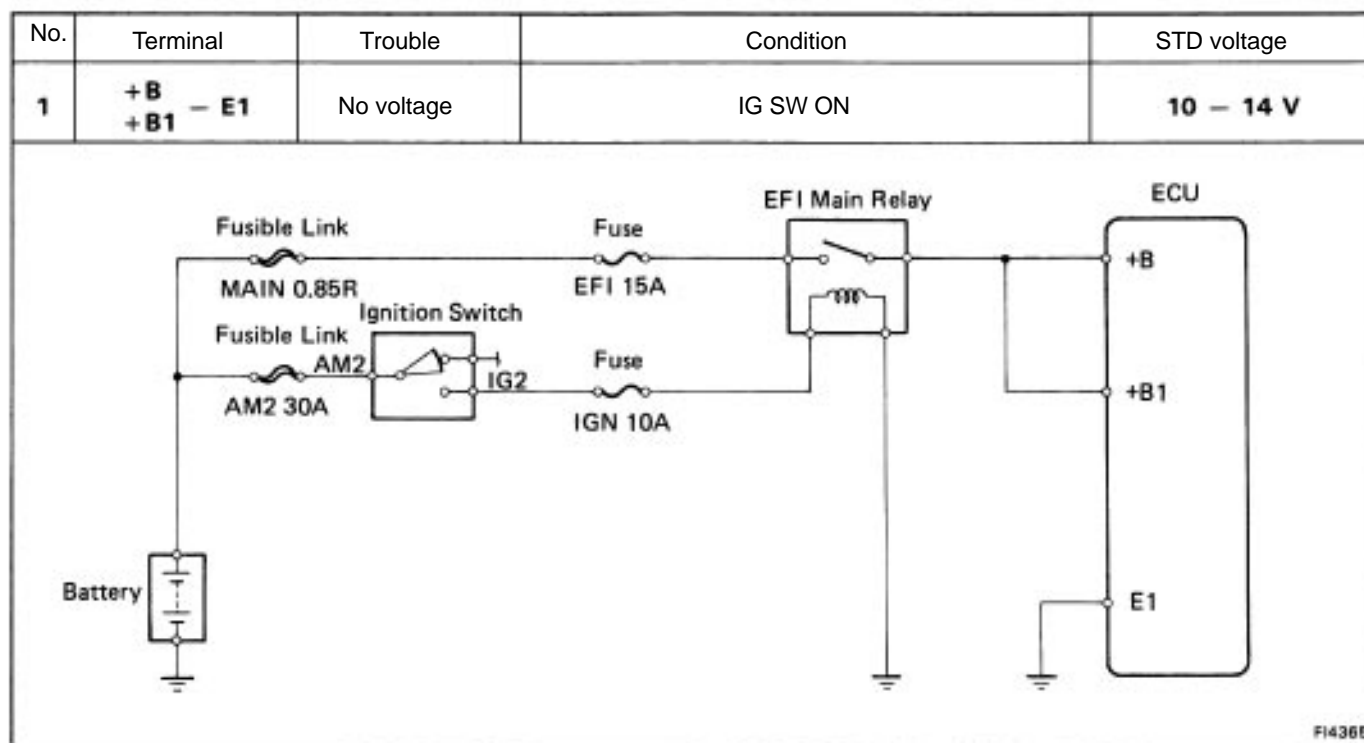 No. Terminal Trouble Condition STD voltage
1 +B +B1 – E1 No voltage IG SW ON 10 – 14 V
EFI Main Relay
ECU
Fusible Link
Fuse
+B
MAIN 0.85R
EFI 15A
Ignition Switch
Fusible Link
AM2
Fuse
IG2
+B1
AM2 30A
IGN 10A
Battery
E1